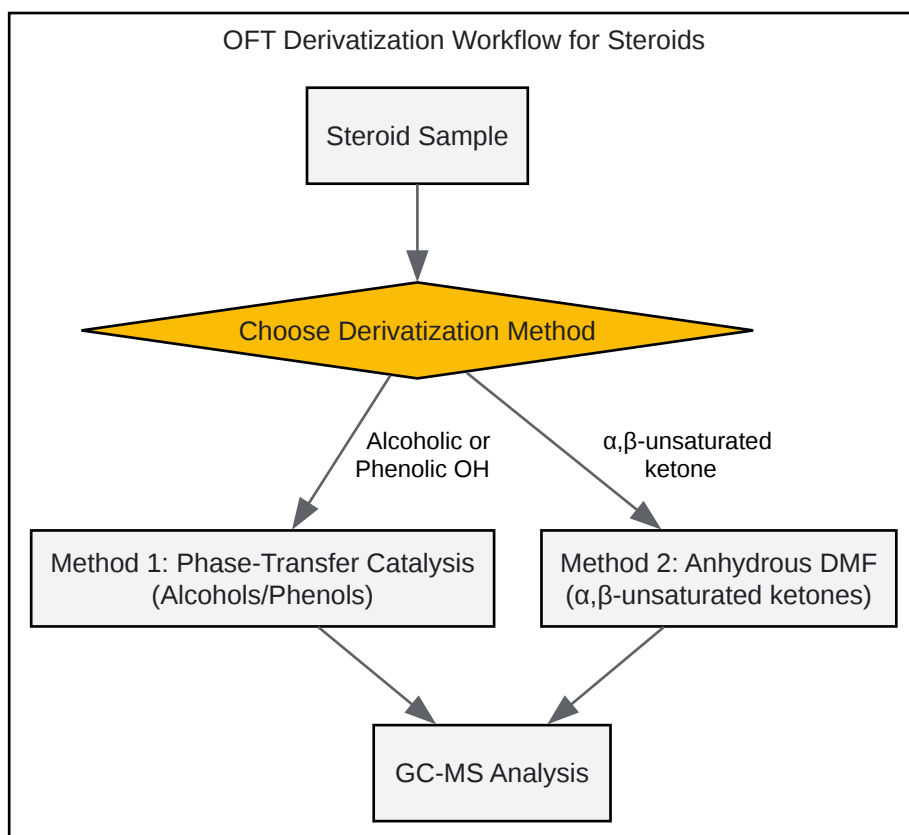 OFT Derivatization Workflow for Steroids
Steroid Sample
Choose Derivatization Method
Alcoholic or
Phenolic OH
α,β-unsaturated
ketone
Method 1: Phase-Transfer Catalysis
(Alcohols/Phenols)
Method 2: Anhydrous DMF
(α,β-unsaturated ketones)
GC-MS Analysis